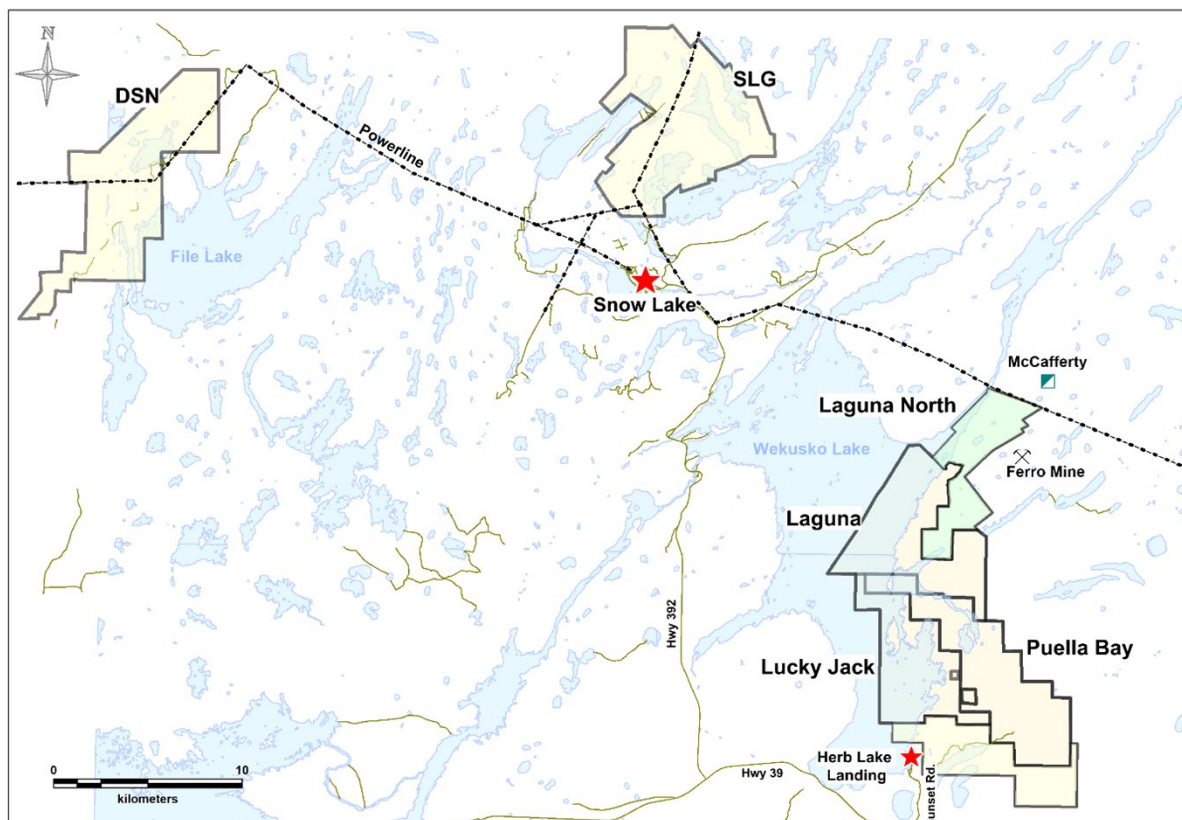 N
DSN
SLG
Powerline
File Lake
Snow Lake
McCafferty
Laguna North
Wekusko Lake
Ferro Mine
Laguna
Hwy 392
Puella Bay
Lucky Jack
Herb Lake
Landing
Hwy 39
unset Rd.
0 10
kilometers